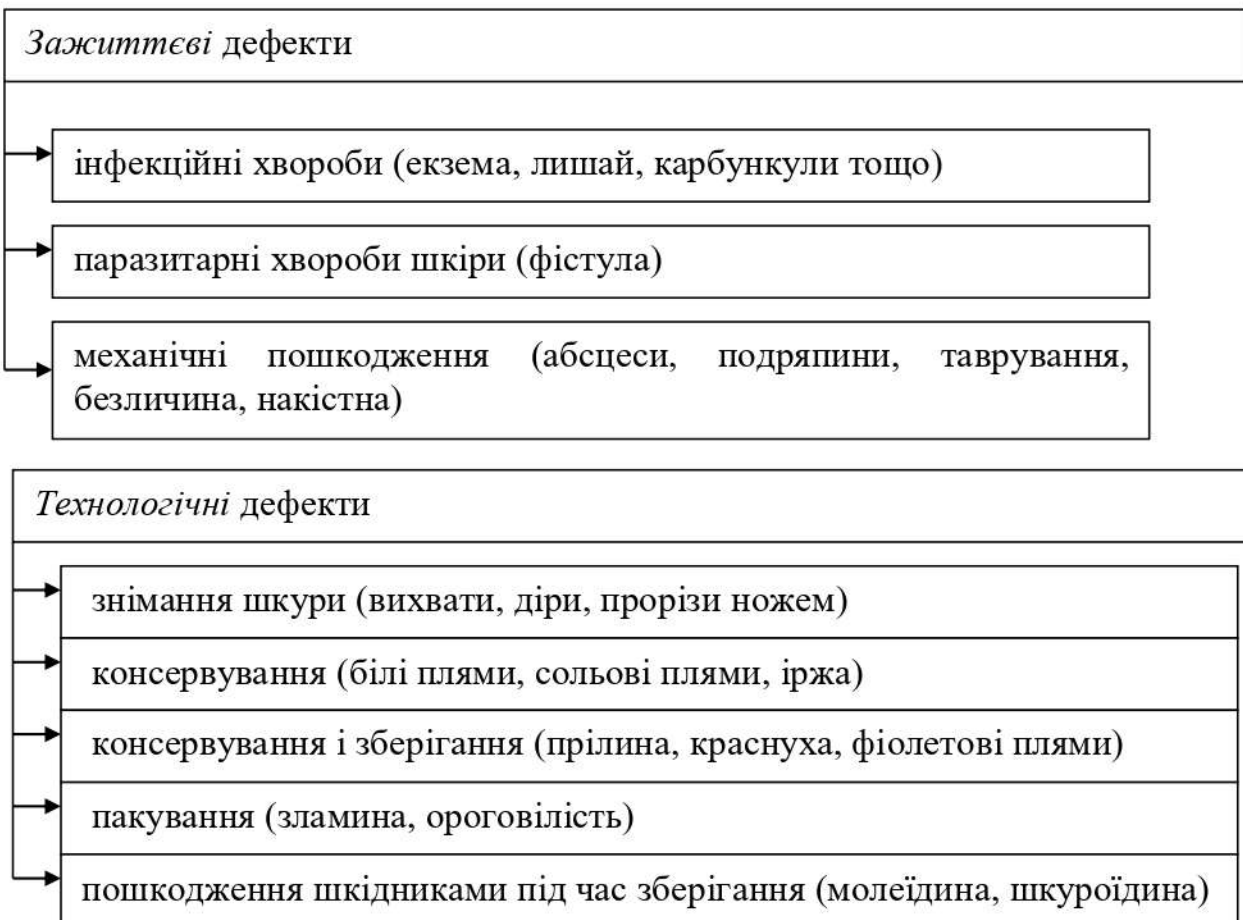 Зажиттєві дефекти
інфекційні хвороби (екзема, лишай, карбункули тощо)
паразитарні хвороби шкіри (фістула)
механічні пошкодження (абсцеси, подряпини, таврування,
безличина, накістна)
Технологічні дефекти
знімання шкури (вихвати, діри, прорізи ножем)
консервування (білі плями, сольові плями, іржа)
консервування і зберігання (прілина, краснуха, фіолетові плями)
пакування (зламина, ороговілість)
пошкодження шкідниками під час зберігання (молеїдина, шкуроїдина)